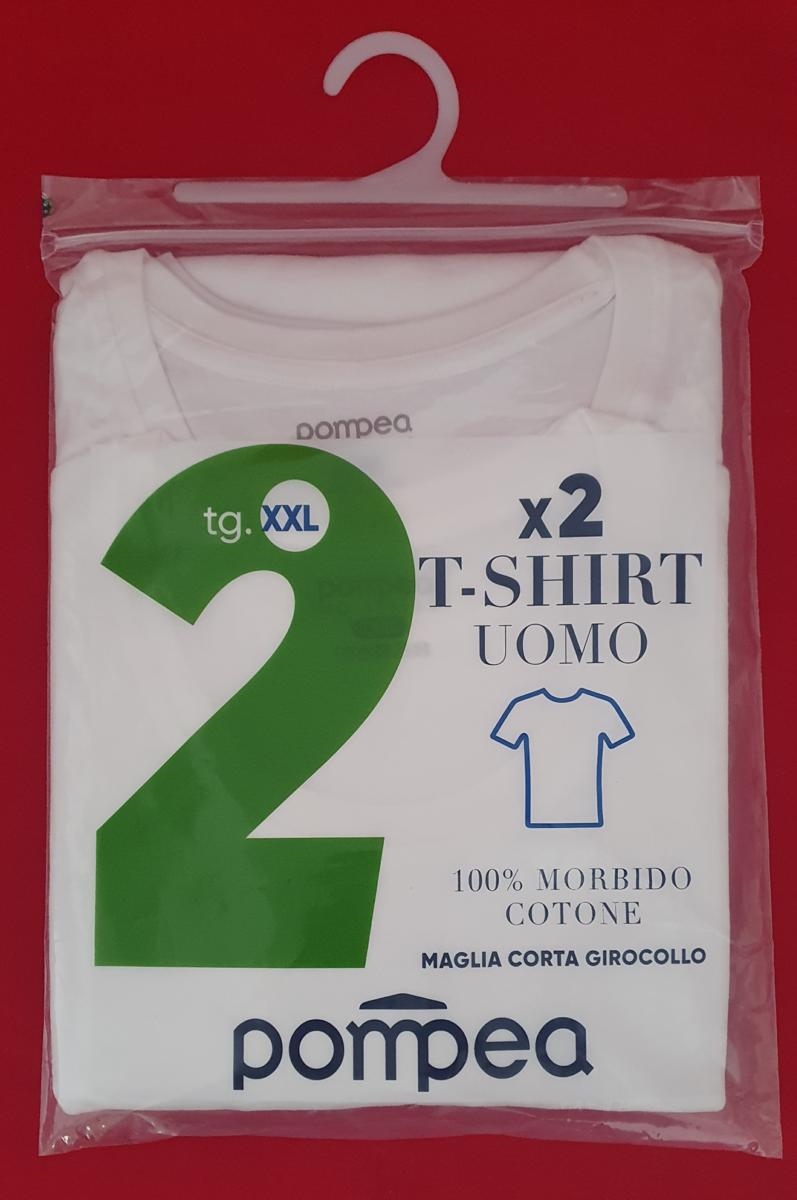 pompea
2
tg. XXL
x2
T-SHIRT
UOMO
100% MORBIDO
COTONE
MAGLIA CORTA GIROCOLLO
pompea